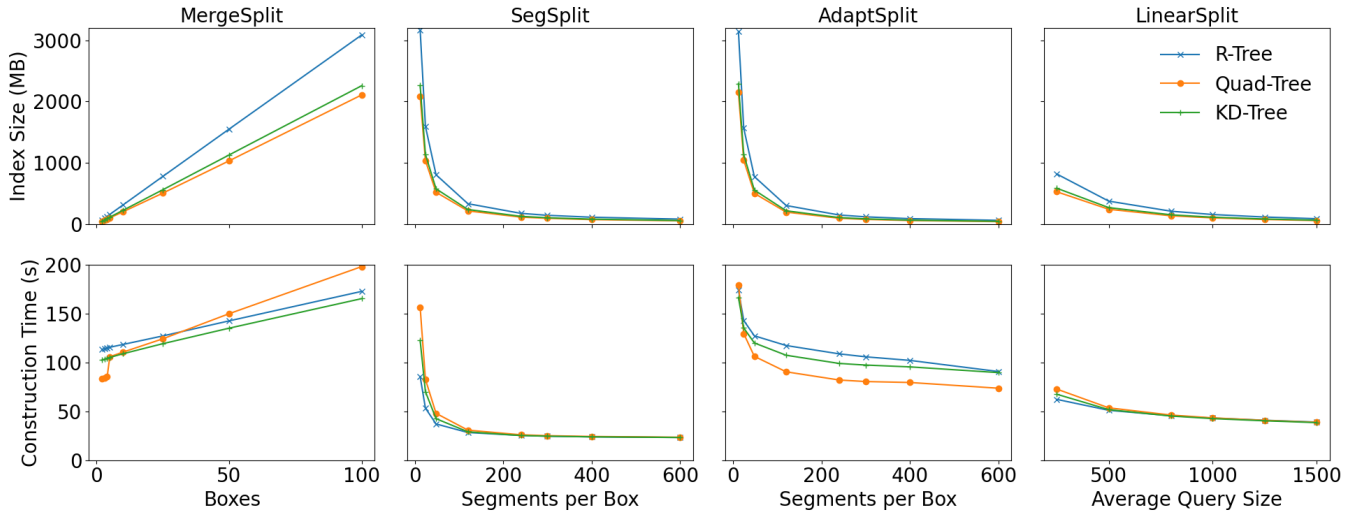 MergeSplit
SegSplit
AdaptSplit
LinearSplit
Index Size (MB)
3000
2000
1000
0
R-Tree
Quad-Tree
KD-Tree
Construction Time (s)
200
150
100
50
0
0 50 100
Boxes
0 200 400 600
Segments per Box
0 200 400 600
Segments per Box
500 1000 1500
Average Query Size